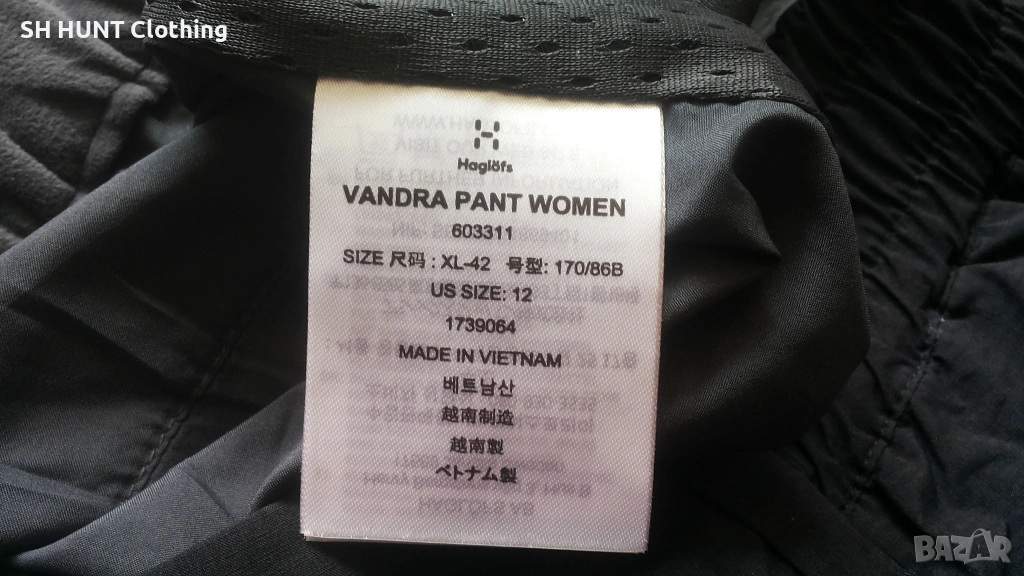 SH HUNT Clothing
Haglöfs
VANDRA PANT WOMEN
603311
SIZE 尺码 : XL-42 号型: 170/86B
US SIZE: 12
1739064
MADE IN VIETNAM
베트남산
越南制造
越南製
ベトナム製
BAZAR